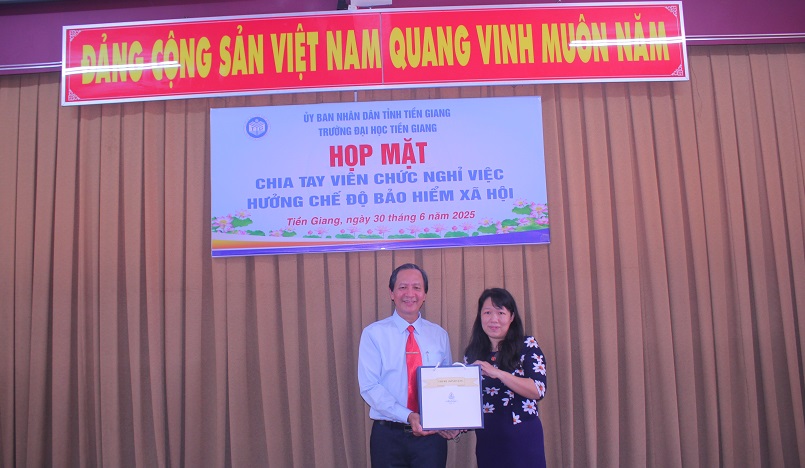 ĐẢNG CỘNG SẢN VIỆT NAM QUANG VINH MUÔN NĂM
ỦY BAN NHÂN DÂN TỈNH TIỀN GIANG
TRƯỜNG ĐẠI HỌC TIỀN GIANG
HỌP MẶT
CHIA TAY VIÊN CHỨC NGHỈ VIỆC
HƯỞNG CHẾ ĐỘ BẢO HIỂM XÃ HỘI
Tiền Giang, ngày 30 tháng 6 năm 2025